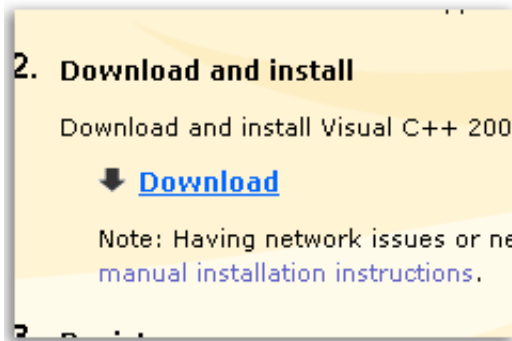 2. Download and install
Download and install Visual C++ 200
Download
Note: Having network issues or ne
manual installation instructions.
3.